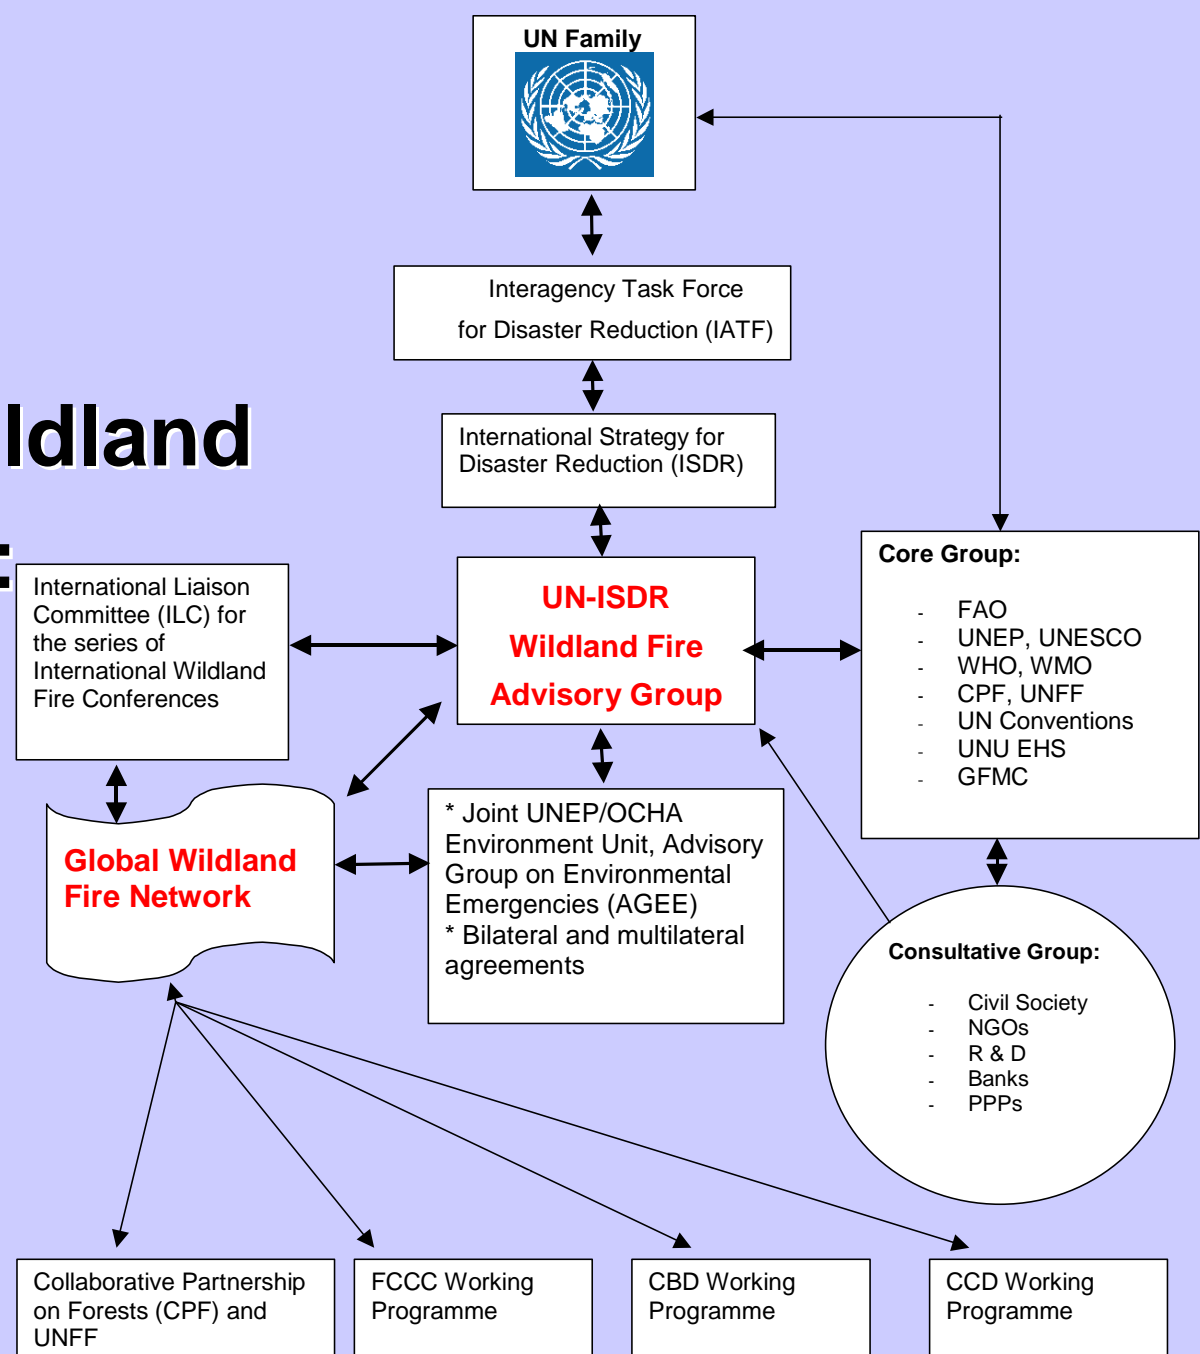 UN Family
Interagency Task Force
for Disaster Reduction (IATF)
ldland
:
International Strategy for
Disaster Reduction (ISDR)
International Liaison
Committee (ILC) for
the series of
International Wildland
Fire Conferences
UN-ISDR
Wildland Fire
Advisory Group
Core Group:
- FAO
- UNEP, UNESCO
- WHO, WMO
- CPF, UNFF
- UN Conventions
- UNU EHS
- GFMC
Global Wildland
Fire Network
* Joint UNEP/OCHA
Environment Unit, Advisory
Group on Environmental
Emergencies (AGEE)
* Bilateral and multilateral
agreements
Consultative Group:
- Civil Society
- NGOs
- R & D
- Banks
- PPPs
Collaborative Partnership
on Forests (CPF) and
UNFF
FCCC Working
Programme
CBD Working
Programme
CCD Working
Programme